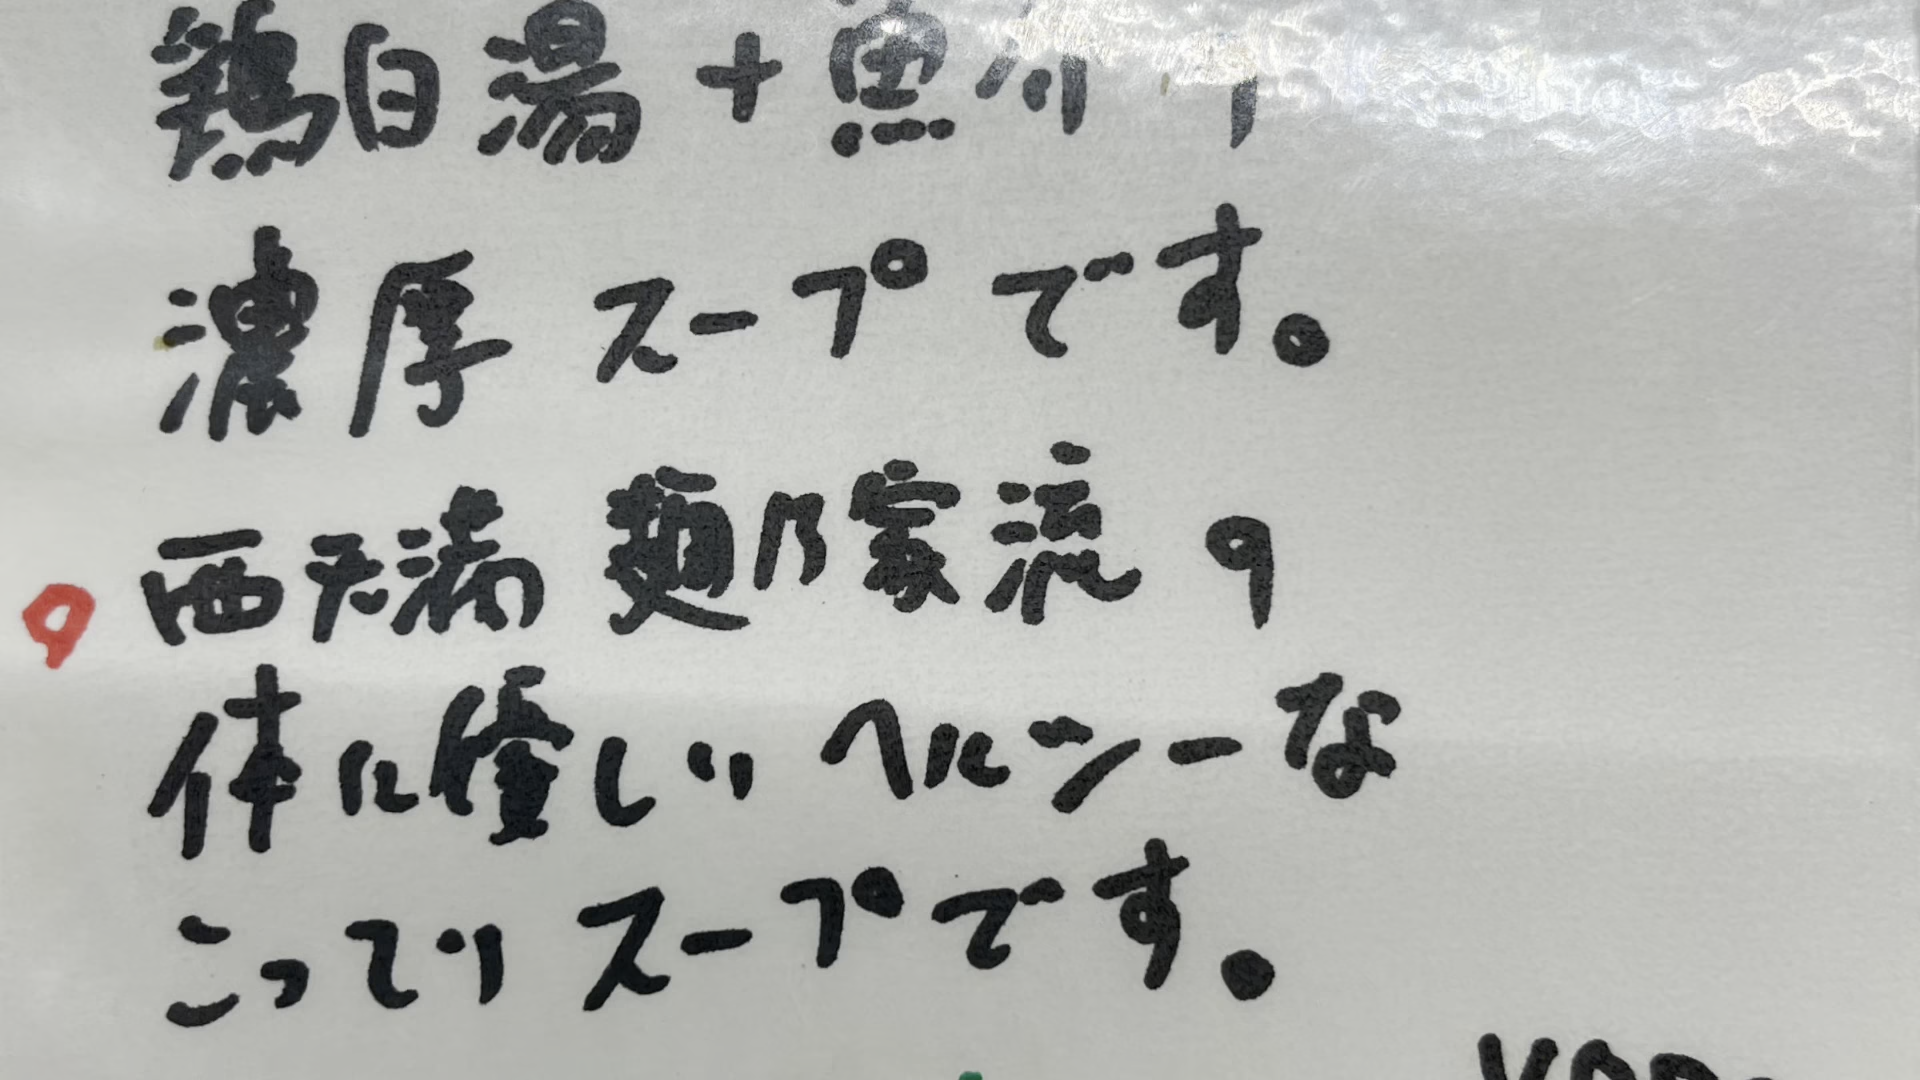 鶏白湯+魚介
濃厚スープです。
西天満 麺乃家流の
体に優しいヘルシーな
こってりスープです。